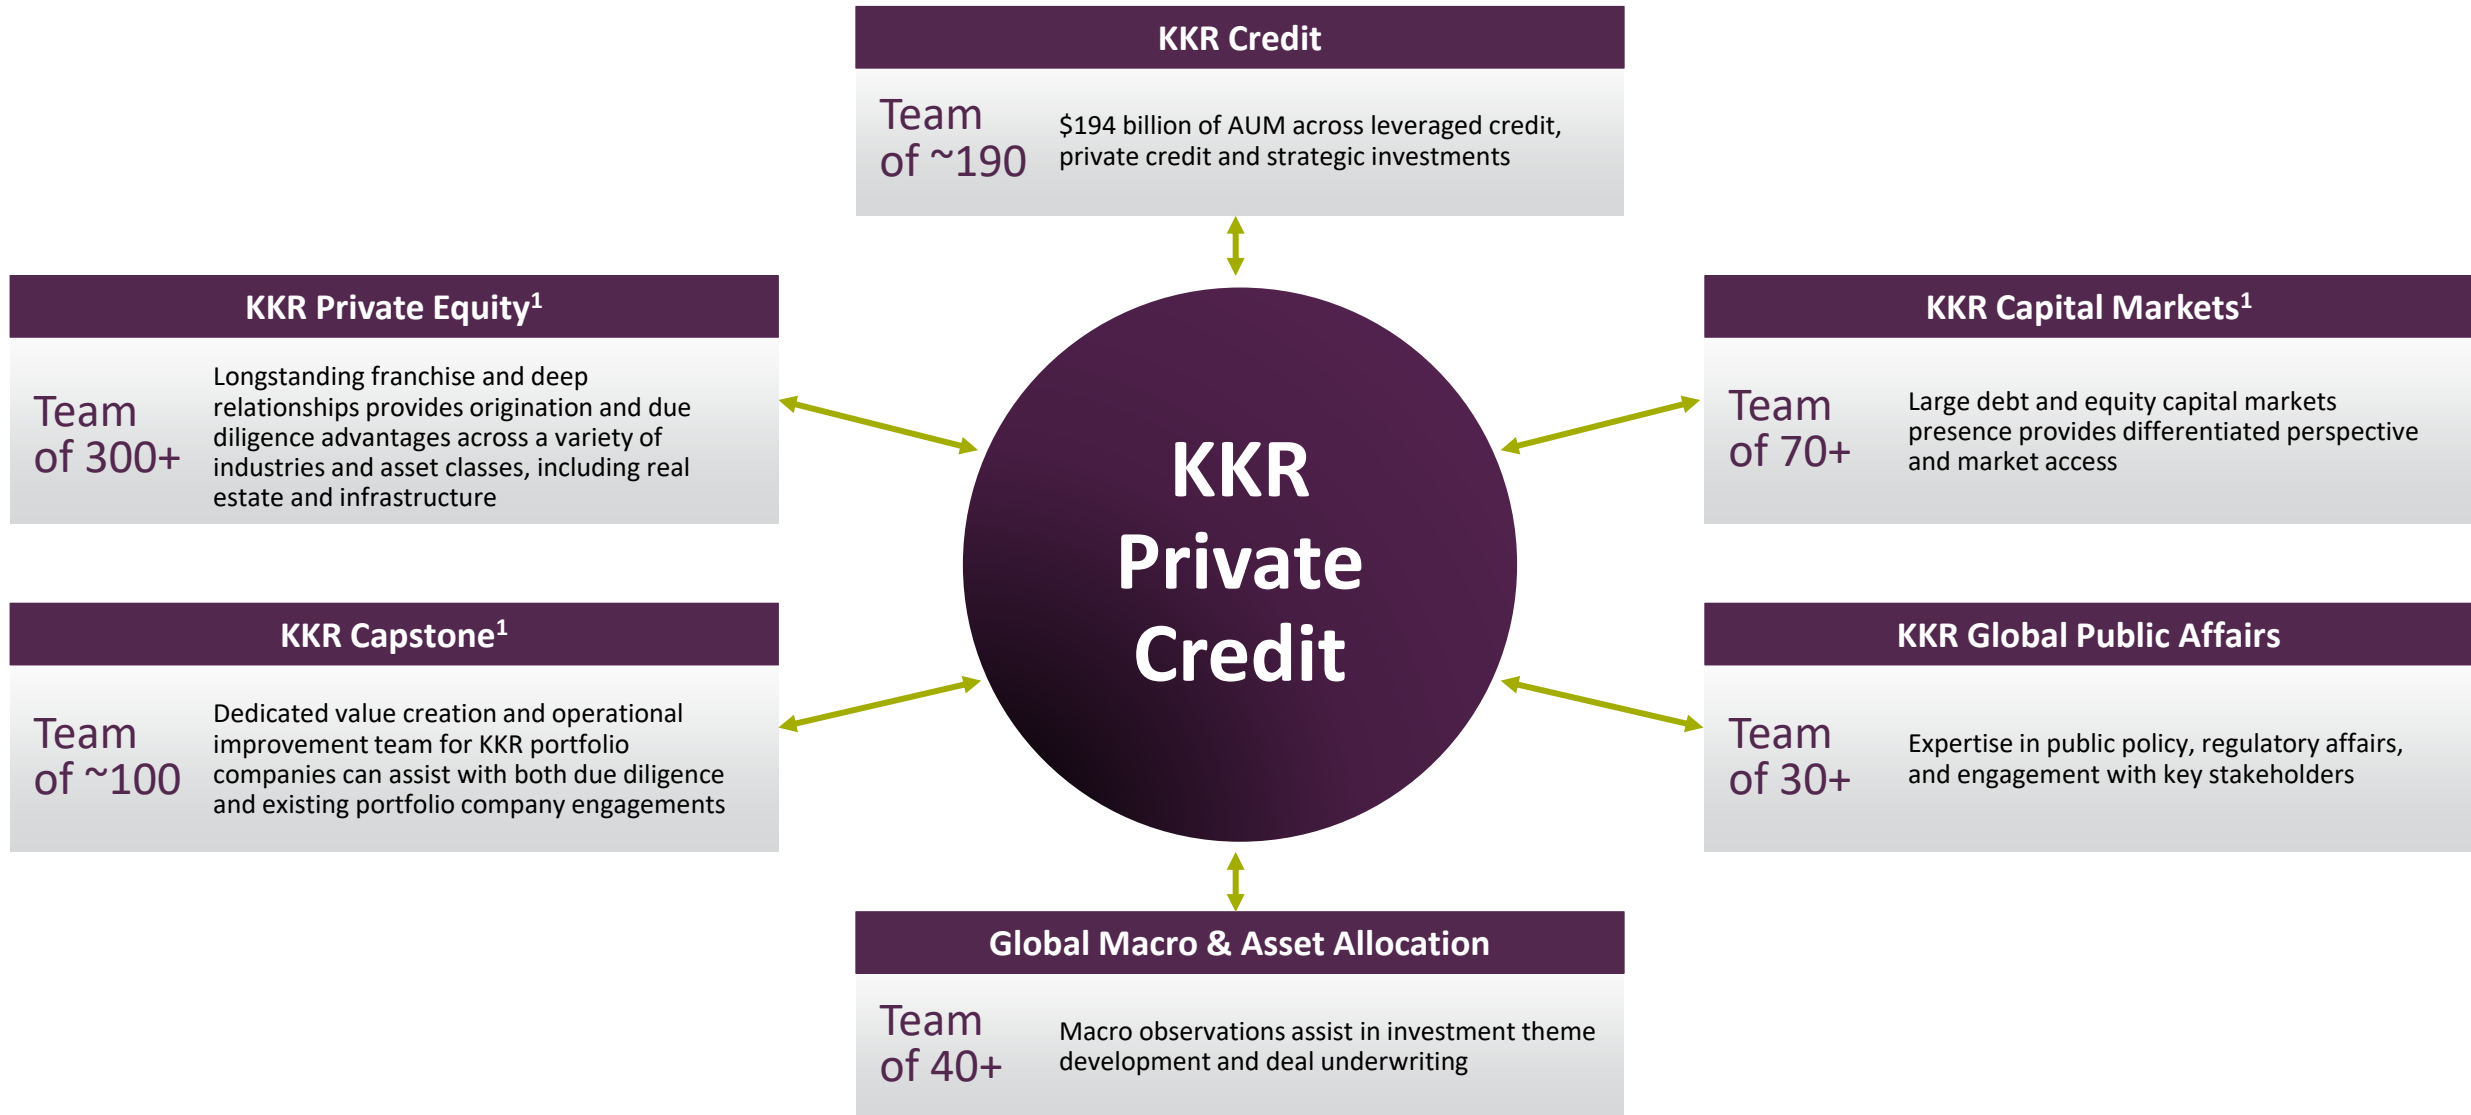 KKR Credit
Team
of ~190
$194 billion of AUM across leveraged credit,
private credit and strategic investments
KKR Private Equity¹
Team
of 300+
Longstanding franchise and deep
relationships provides origination and due
diligence advantages across a variety of
industries and asset classes, including real
estate and infrastructure
KKR Capital Markets¹
Team
of 70+
Large debt and equity capital markets
presence provides differentiated perspective
and market access
KKR
Private
Credit
KKR Capstone¹
Team
of ~100
Dedicated value creation and operational
improvement team for KKR portfolio
companies can assist with both due diligence
and existing portfolio company engagements
KKR Global Public Affairs
Team
of 30+
Expertise in public policy, regulatory affairs,
and engagement with key stakeholders
Global Macro & Asset Allocation
Team
of 40+
Macro observations assist in investment theme
development and deal underwriting